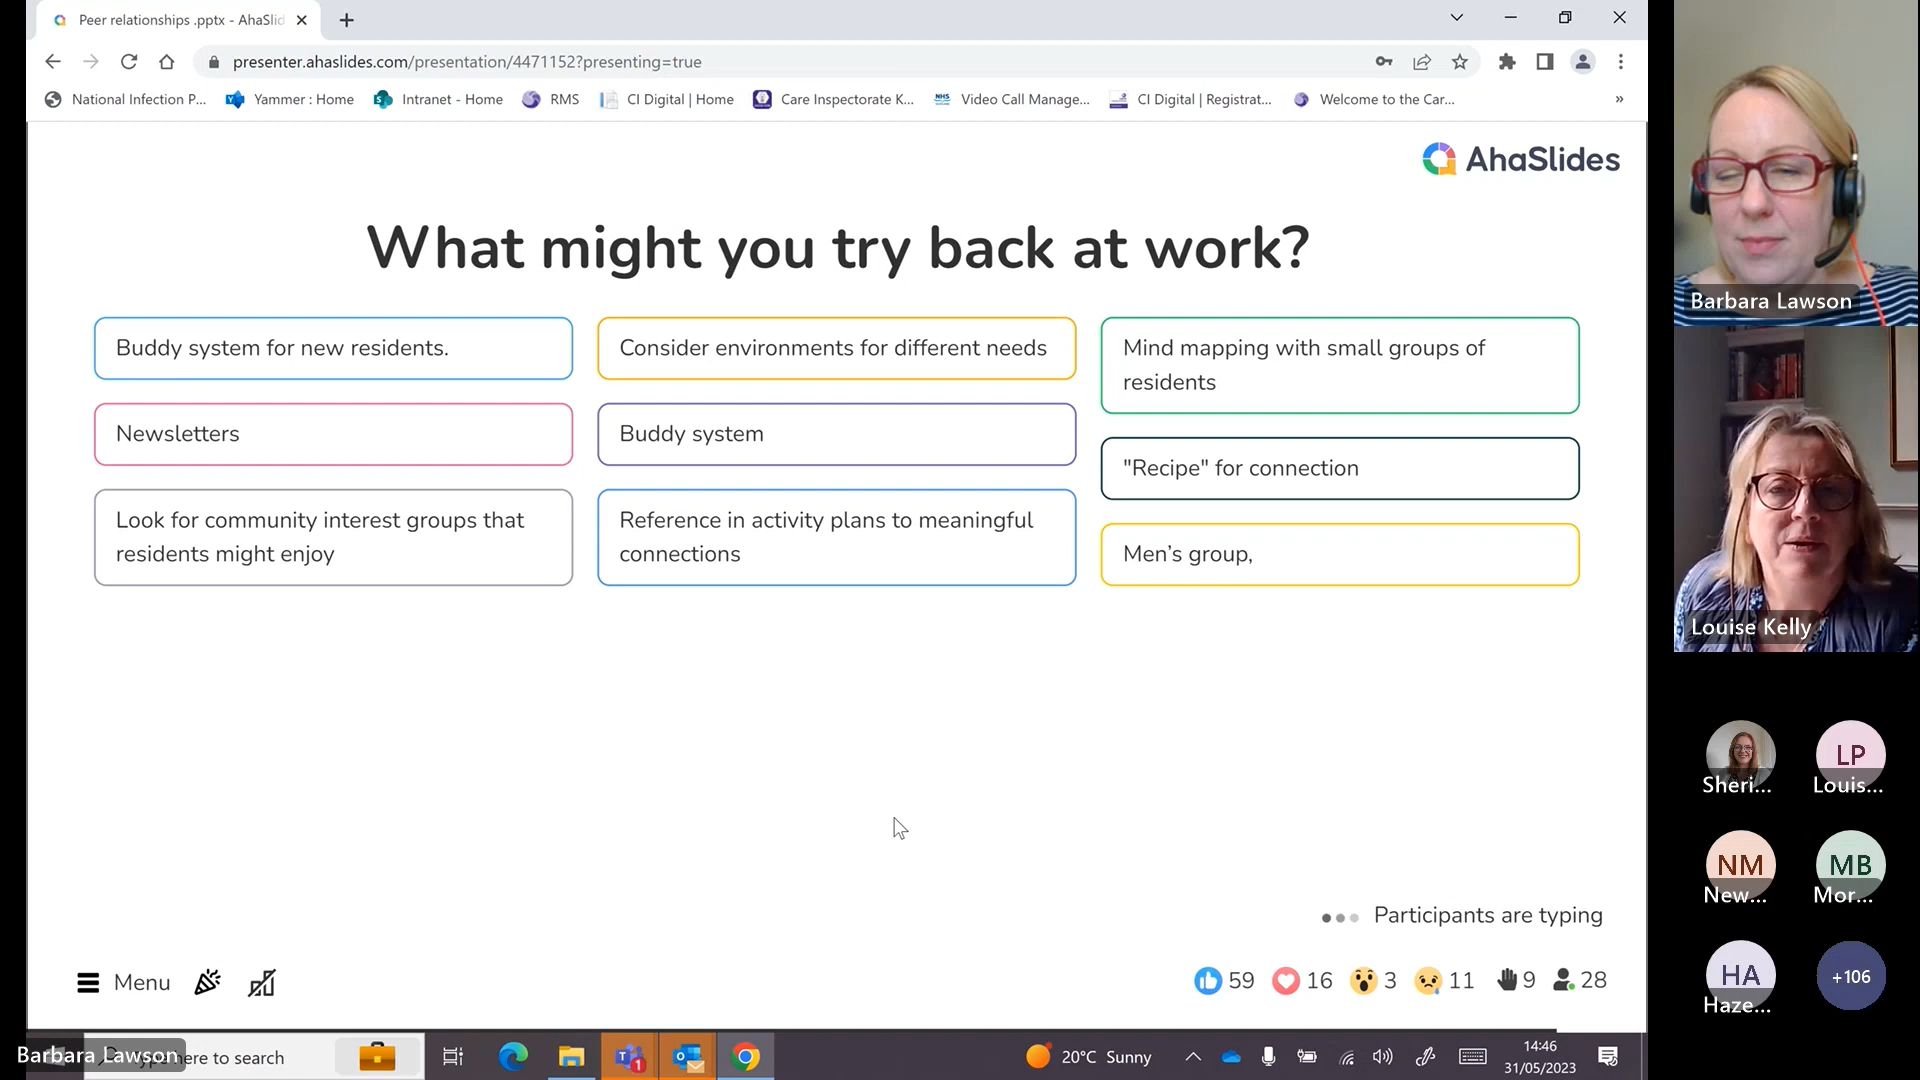 Peer relationships .pptx - AhaSlid
presenter.ahaslides.com/presentation/4471152?presenting=true
National Infection P...
Yammer : Home
Intranet - Home
RMS
CI Digital | Home
Care Inspectorate K...
NHS
Video Call Manage...
CI Digital | Registrat...
Welcome to the Car...
»
AhaSlides
What might you try back at work?
Buddy system for new residents.
Consider environments for different needs
Mind mapping with small groups of
residents
Newsletters
Buddy system
"Recipe" for connection
Look for community interest groups that
residents might enjoy
Reference in activity plans to meaningful
connections
Men’s group,
Participants are typing
Menu
59
16
3
11
9
28
Barbara Lawson
here to search
1
20°C Sunny
14:46
31/05/2023
Barbara Lawson
Louise Kelly
Sheri...
LP
Louis...
NM
New...
MB
Mor...
HA
Haze...
+106